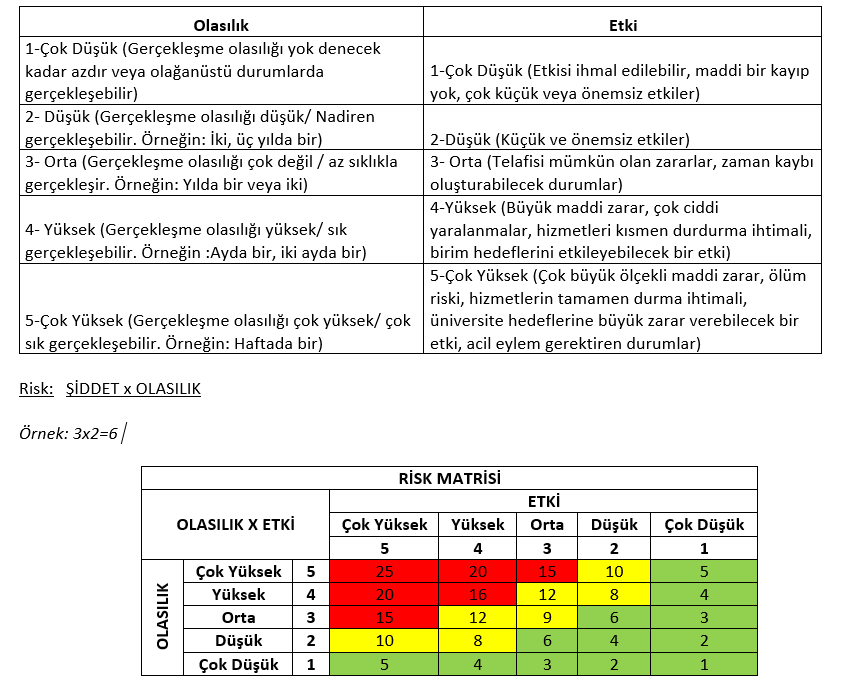 Olasılık Etki
1-Çok Düşük (Gerçekleşme olasılığı yok denecek
kadar azdır veya olağanüstü durumlarda
gerçekleşebilir)
1-Çok Düşük (Etkisi ihmal edilebilir, maddi bir kayıp
yok, çok küçük veya önemsiz etkiler)
2- Düşük (Gerçekleşme olasılığı düşük/ Nadiren
gerçekleşebilir. Örneğin: İki, üç yılda bir)
2-Düşük (Küçük ve önemsiz etkiler)
3- Orta (Gerçekleşme olasılığı çok değil / az sıklıkla
gerçekleşir. Örneğin: Yılda bir veya iki)
3- Orta (Telafisi mümkün olan zararlar, zaman kaybı
oluşturabilecek durumlar)
4- Yüksek (Gerçekleşme olasılığı yüksek/ sık
gerçekleşebilir. Örneğin :Ayda bir, iki ayda bir)
4-Yüksek (Büyük maddi zarar, çok ciddi
yaralanmalar, hizmetleri kısmen durdurma ihtimali,
birim hedeflerini etkileyebilecek bir etki)
5-Çok Yüksek (Gerçekleşme olasılığı çok yüksek/ çok
sık gerçekleşebilir. Örneğin: Haftada bir)
5-Çok Yüksek (Çok büyük ölçekli maddi zarar, ölüm
riski, hizmetlerin tamamen durma ihtimali,
üniversite hedeflerine büyük zarar verebilecek bir
etki, acil eylem gerektiren durumlar)
Risk: ŞİDDET x OLASILIK
Örnek: 3x2=6
RİSK MATRİSİ
OLASILIK X ETKİ
ETKİ
Çok Yüksek Yüksek Orta Düşük Çok Düşük
5 4 3 2 1
OLASILIK
Çok Yüksek 5 25 20 15 10 5
Yüksek 4 20 16 12 8 4
Orta 3 15 12 9 6 3
Düşük 2 10 8 6 4 2
Çok Düşük 1 5 4 3 2 1